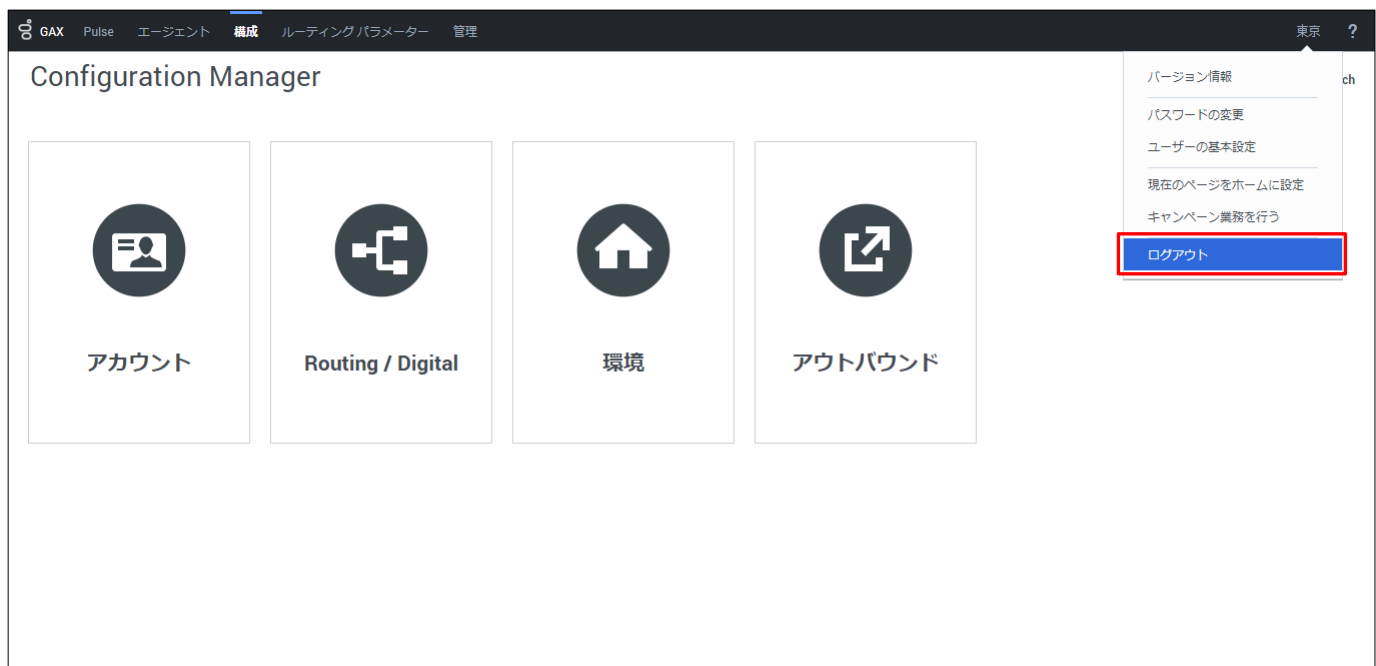 GAX Pulse エージェント 構成 ルーティング パラメーター 管理 東京 ?
Configuration Manager
ch
バージョン情報
パスワードの変更
ユーザーの基本設定
現在のページをホームに設定
キャンペーン業務を行う
ログアウト
アカウント
Routing / Digital
環境
アウトバウンド